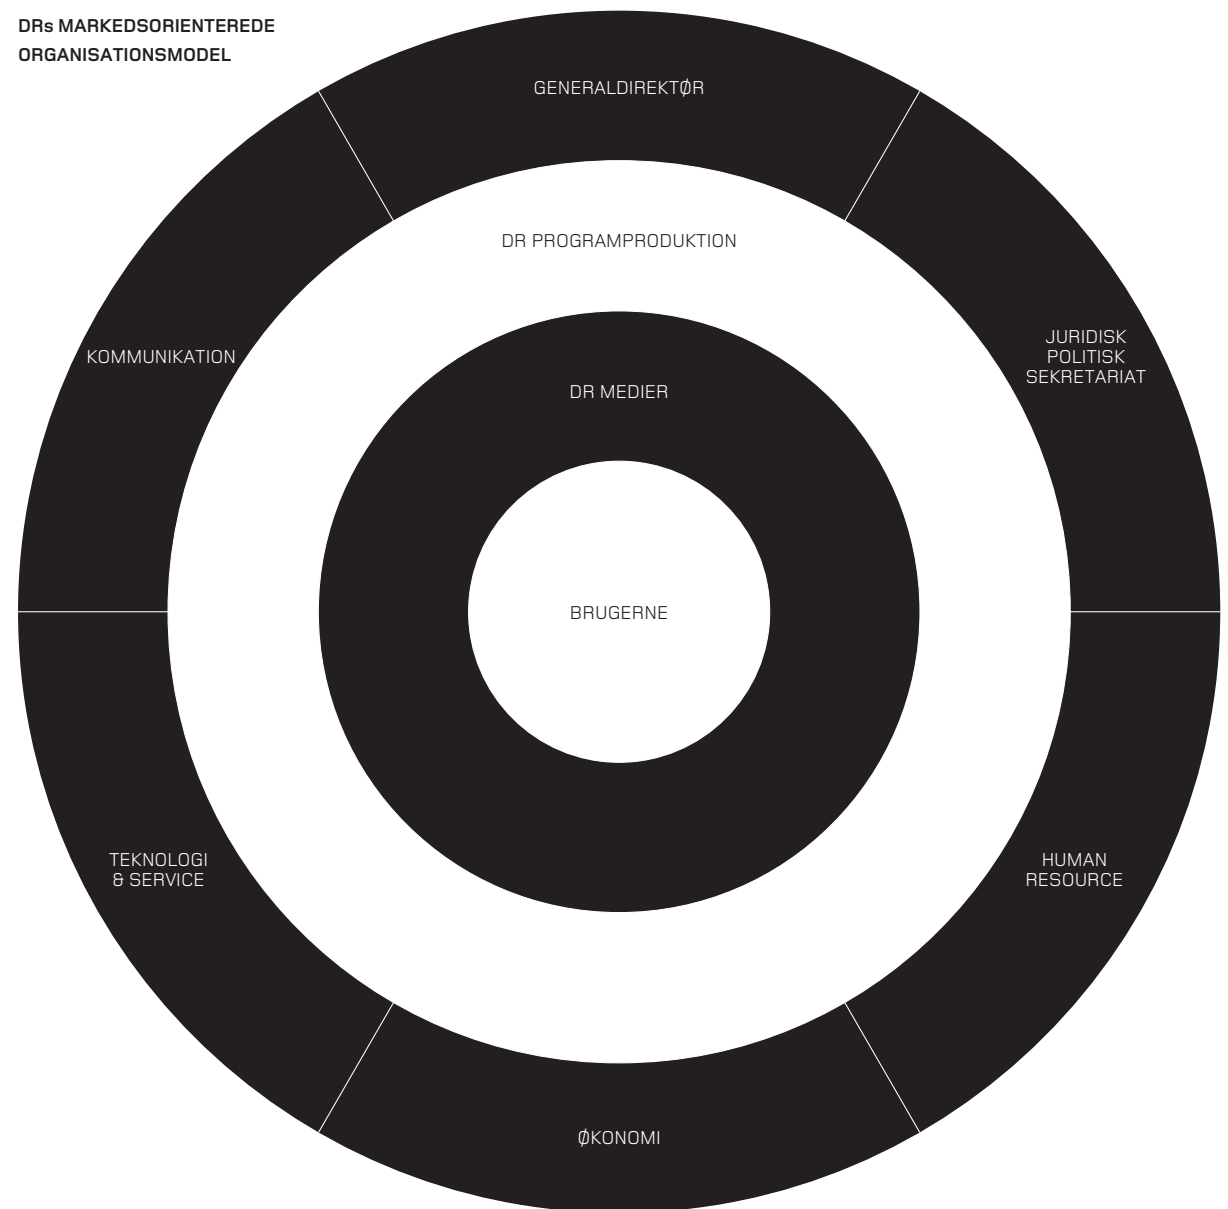 DRs MARKEDSORIENTEREDE
ORGANISATIONSMODEL
GENERALDIREKTØR
DR PROGRAMPRODUKTION
JURIDISK
POLITISK
SEKRETARIAT
KOMMUNIKATION
DR MEDIER
BRUGERNE
TEKNOLOGI
& SERVICE
HUMAN
RESOURCE
ØKONOMI